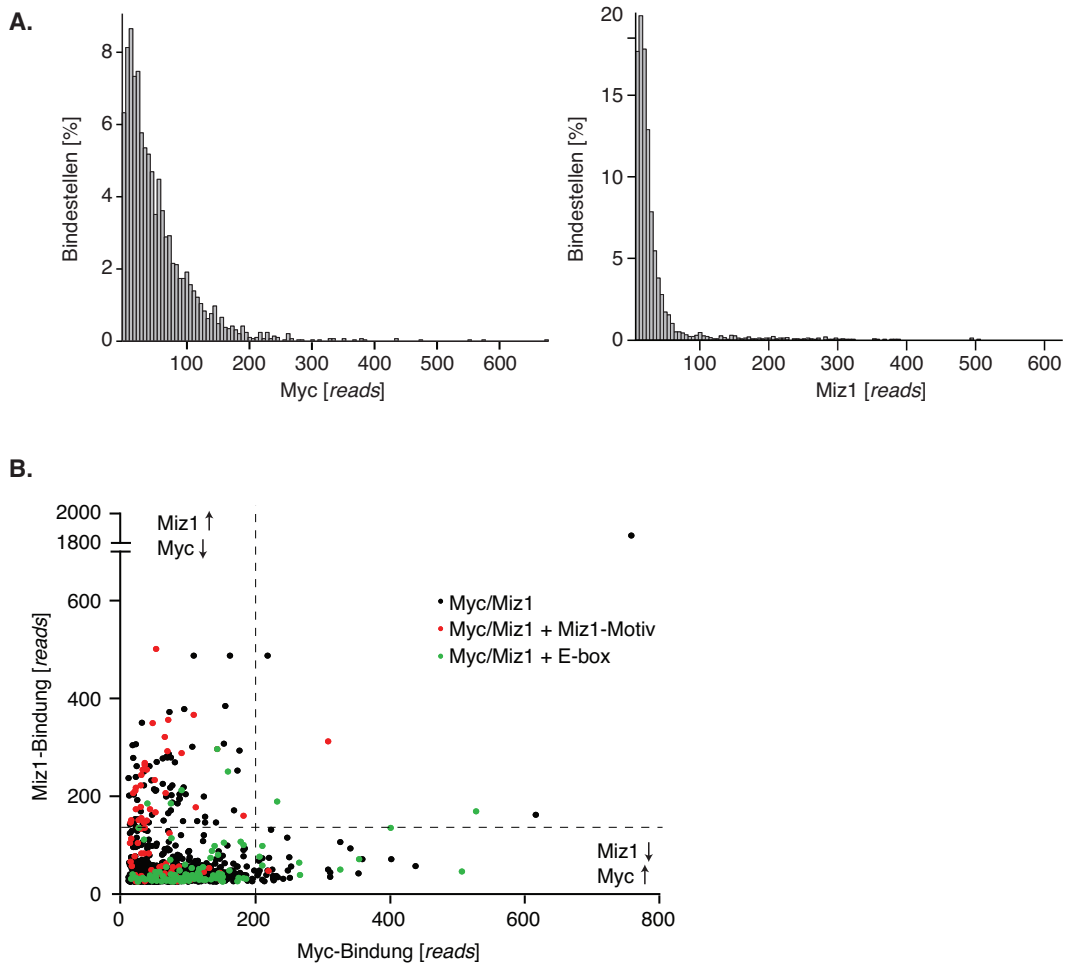 A.
Bindestellen [%]
8
6
4
2
0
100 200 300 400 500 600
Myc [reads]
Bindestellen [%]
20
15
10
5
0
100 200 300 400 500 600
Miz1 [reads]
B.
Miz1-Bindung [reads]
2000
1800
600
400
200
0
Miz1 ↑
Myc ↓
Myc/Miz1
Myc/Miz1 + Miz1-Motiv
Myc/Miz1 + E-box
Miz1 ↓
Myc ↑
0 200 400 600 800
Myc-Bindung [reads]